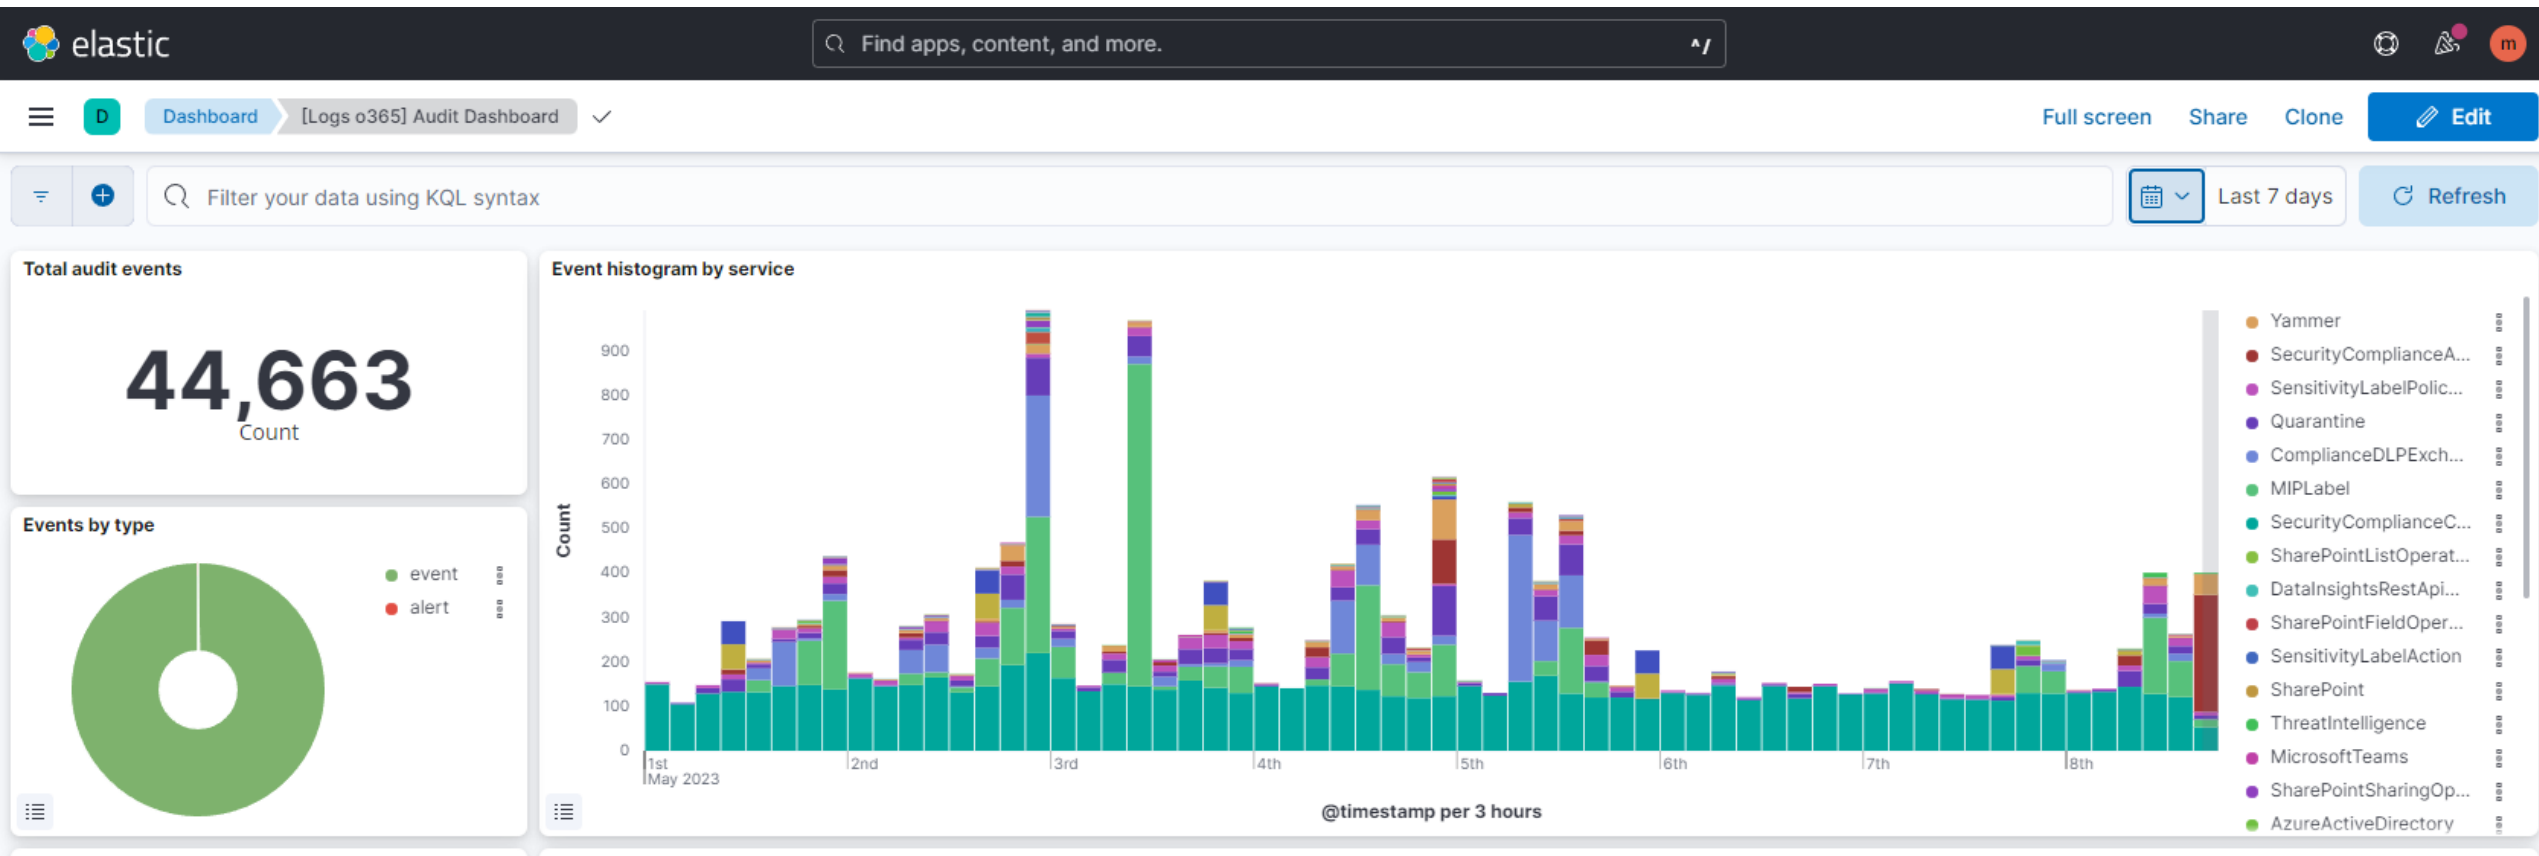 elastic
Find apps, content, and more.
^/
m
D
Dashboard
[Logs o365] Audit Dashboard
Full screen
Share
Clone
Edit
Filter your data using KQL syntax
Last 7 days
Refresh
Total audit events
44,663
Count
Events by type
event
alert
Event histogram by service
Count
900
800
700
600
500
400
300
200
100
0
1st
May 2023
2nd
3rd
4th
5th
6th
7th
8th
@timestamp per 3 hours
Yammer
SecurityComplianceA...
SensitivityLabelPolic...
Quarantine
ComplianceDLPExch...
MIPLabel
SecurityComplianceC...
SharePointListOperat...
DataInsightsRestApi...
SharePointFieldOper...
SensitivityLabelAction
SharePoint
ThreatIntelligence
MicrosoftTeams
SharePointSharingOp...
AzureActiveDirectory